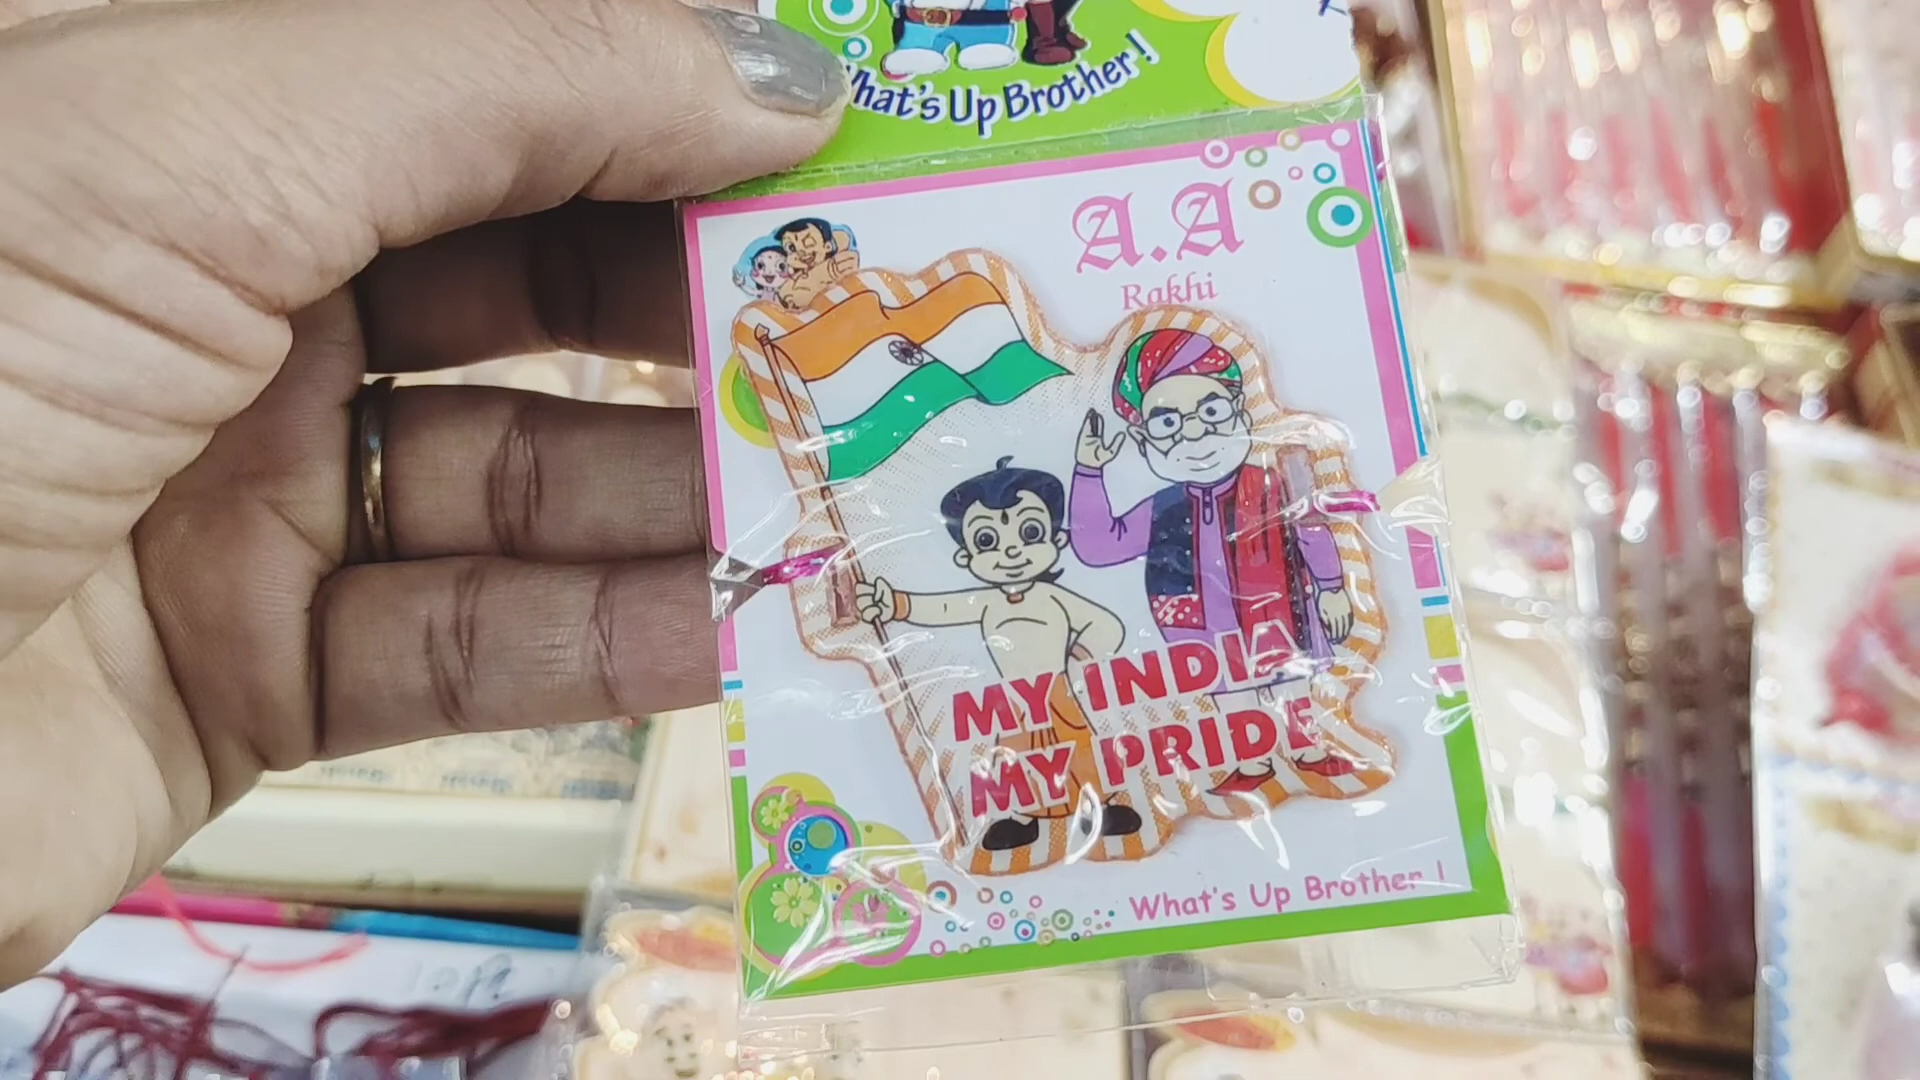 What's Up Brother !
A.A
Rakhi
MY INDIA
MY PRIDE
What's Up Brother !